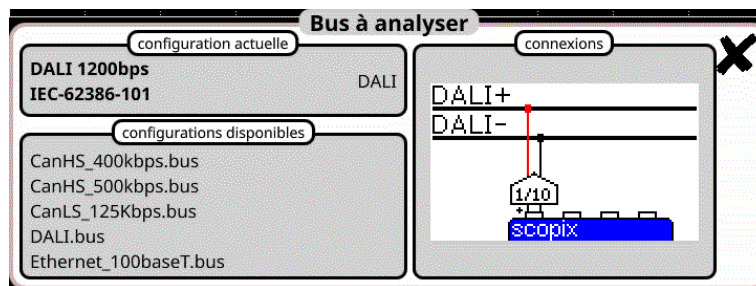 Bus à analyser
configuration actuelle
DALI 1200bps
IEC-62386-101
DALI
configurations disponibles
CanHS_400kbps.bus
CanHS_500kbps.bus
CanLS_125Kbps.bus
DALI.bus
Ethernet_100baseT.bus
connexions
DALI+
DALI-
1/10
+
scopix